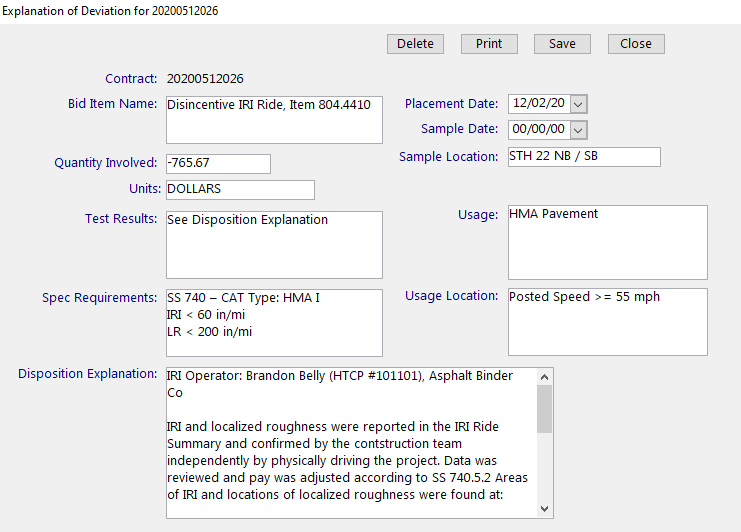 Explanation of Deviation for 20200512026
Delete Print Save Close
Contract: 20200512026
Bid Item Name: Disincentive IRI Ride, Item 804.4410
Placement Date: 12/02/20
Sample Date: 00/00/00
Quantity Involved: -765.67
Sample Location: STH 22 NB / SB
Units: DOLLARS
Test Results: See Disposition Explanation
Usage: HMA Pavement
Spec Requirements: SS 740 – CAT Type: HMA I
IRI < 60 in/mi
LR < 200 in/mi
Usage Location: Posted Speed >= 55 mph
Disposition Explanation: IRI Operator: Brandon Belly (HTCP #101101), Asphalt Binder
Co
IRI and localized roughness were reported in the IRI Ride
Summary and confirmed by the contstruction team
independently by physically driving the project. Data was
reviewed and pay was adjusted according to SS 740.5.2 Areas
of IRI and locations of localized roughness were found at: